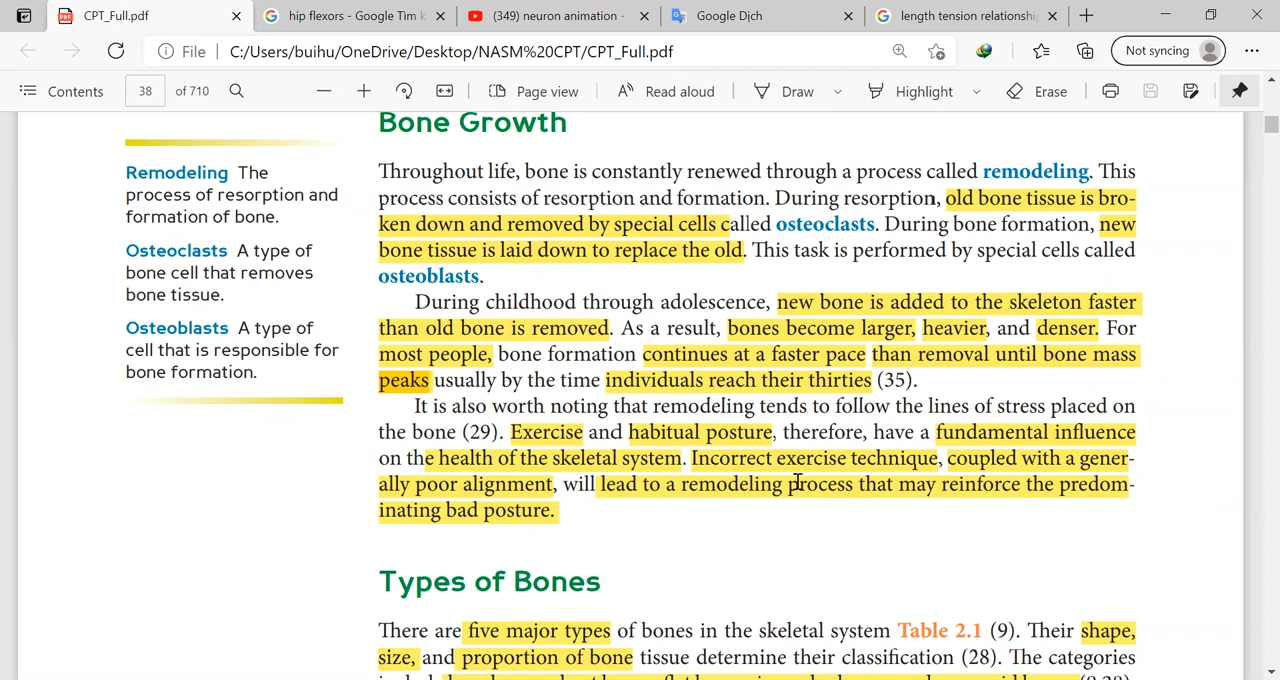 CPT_Full.pdf
hip flexors - Google Tìm k
(349) neuron animation -
Google Dịch
length tension relationshi
File
C:/Users/buihu/OneDrive/Desktop/NASM%20CPT/CPT_Full.pdf
Not syncing
Contents
38
of 710
Page view
Read aloud
Draw
Highlight
Erase
Remodeling The
process of resorption and
formation of bone.
Osteoclasts A type of
bone cell that removes
bone tissue.
Osteoblasts A type of
cell that is responsible for
bone formation.
Bone Growth
Throughout life, bone is constantly renewed through a process called remodeling. This
process consists of resorption and formation. During resorption, old bone tissue is bro-
ken down and removed by special cells called osteoclasts. During bone formation, new
bone tissue is laid down to replace the old. This task is performed by special cells called
osteoblasts.
During childhood through adolescence, new bone is added to the skeleton faster
than old bone is removed. As a result, bones become larger, heavier, and denser. For
most people, bone formation continues at a faster pace than removal until bone mass
peaks usually by the time individuals reach their thirties (35).
It is also worth noting that remodeling tends to follow the lines of stress placed on
the bone (29). Exercise and habitual posture, therefore, have a fundamental influence
on the health of the skeletal system. Incorrect exercise technique, coupled with a gener-
ally poor alignment, will lead to a remodeling process that may reinforce the predom-
inating bad posture.
Types of Bones
There are five major types of bones in the skeletal system Table 2.1 (9). Their shape,
size, and proportion of bone tissue determine their classification (28). The categories